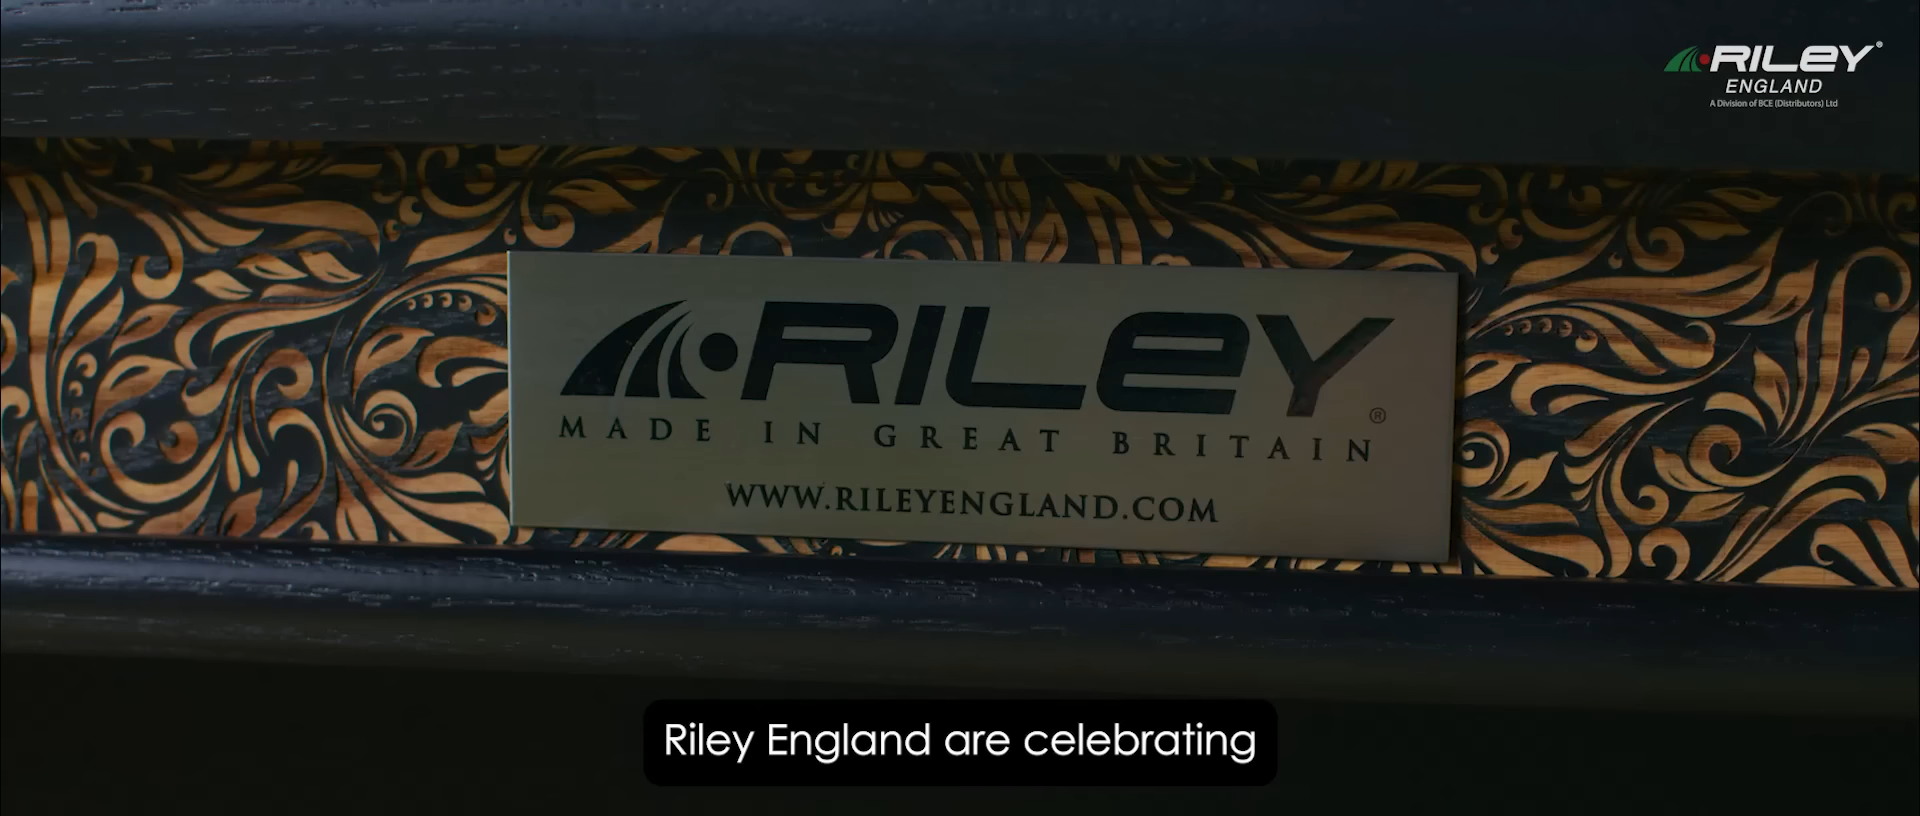 RILEY®
ENGLAND
A Division of BCE (Distributors) Ltd
RILEY®
MADE IN GREAT BRITAIN
WWW.RILEYENGLAND.COM
Riley England are celebrating